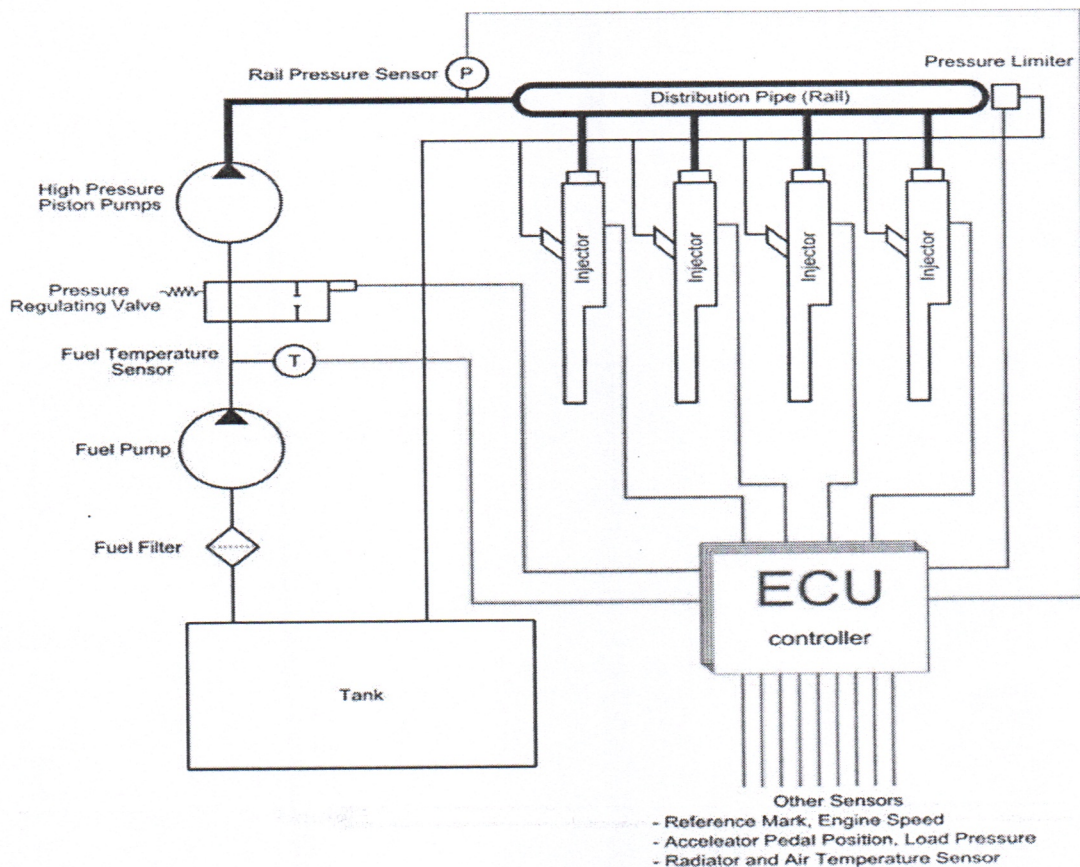 Rail Pressure Sensor
P
Pressure Limiter
Distribution Pipe (Rail)
High Pressure
Piston Pumps
Injector
Injector
Injector
Injector
Pressure
Regulating Valve
Fuel Temperature
Sensor
T
Fuel Pump
Fuel Filter
ECU
controller
Tank
Other Sensors
- Reference Mark, Engine Speed
- Acceleator Pedal Position, Load Pressure
- Radiator and Air Temperature Sensor